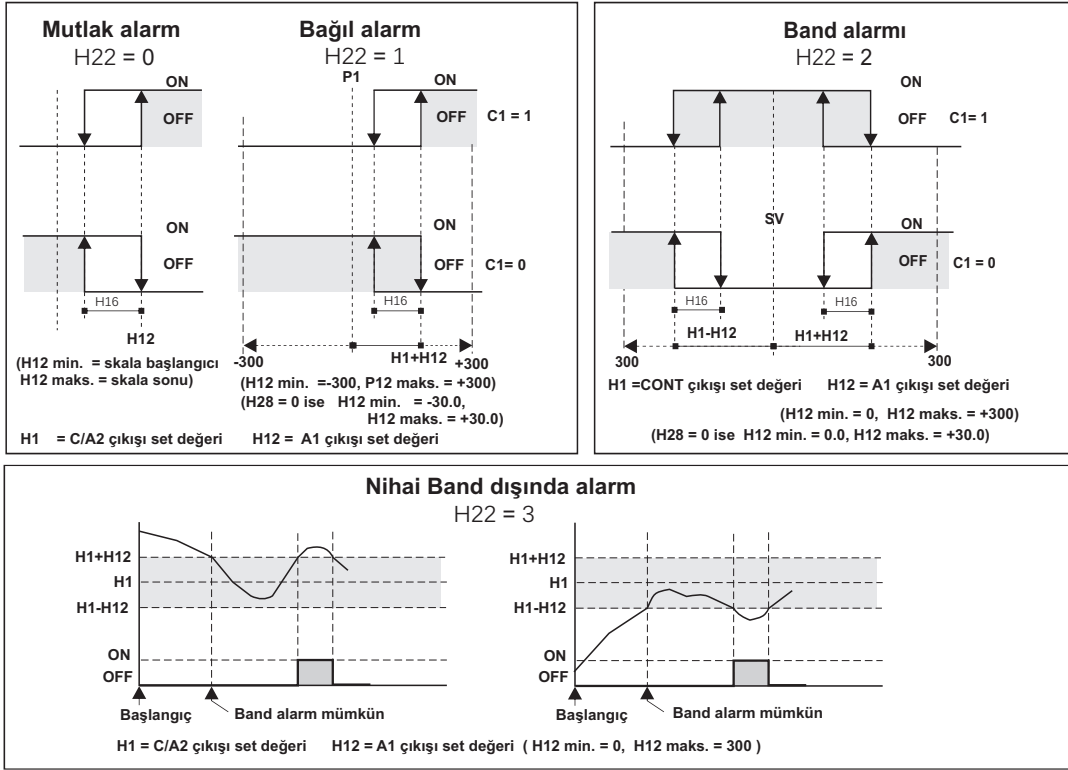 Mutlak alarm
H22 = 0
ON
OFF
ON
OFF
H16
H12
(H12 min. = skala başlangıcı
H12 maks. = skala sonu)
Bağıl alarm
H22 = 1
P1
ON
OFF
C1 = 1
ON
OFF
C1= 0
H16
H1+H12
-300
+300
(H12 min. =-300, P12 maks. = +300)
(H28 = 0 ise H12 min. = -30.0,
H12 maks. = +30.0)
H1 = C/A2 çıkışı set değeri H12 = A1 çıkışı set değeri
Band alarmı
H22 = 2
ON
OFF
C1= 1
SV
ON
OFF
C1 = 0
H16
H16
H1-H12
H1+H12
300
300
H1 =CONT çıkışı set değeri H12 = A1 çıkışı set değeri
(H12 min. = 0, H12 maks. = +300)
(H28 = 0 ise H12 min. = 0.0, H12 maks. = +30.0)
Nihai Band dışında alarm
H22 = 3
H1+H12
H1
H1-H12
ON
OFF
Başlangıç
Band alarm mümkün
H1+H12
H1
H1-H12
ON
OFF
Başlangıç
Band alarm mümkün
H1 = C/A2 çıkışı set değeri H12 = A1 çıkışı set değeri ( H12 min. = 0, H12 maks. = 300 )